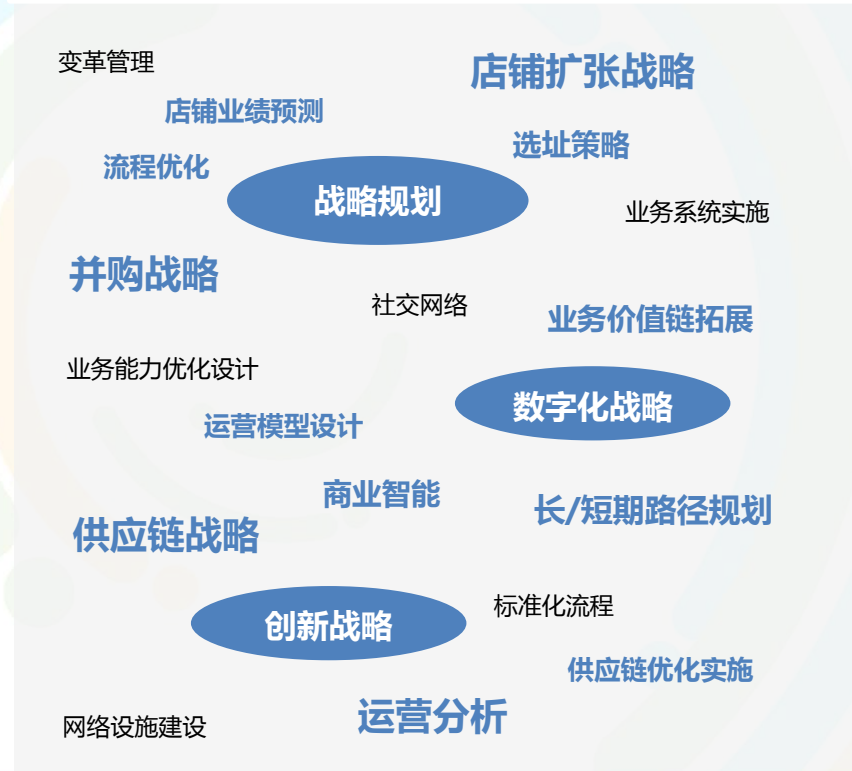 变革管理
店铺扩张战略
店铺业绩预测
选址策略
流程优化
战略规划
业务系统实施
并购战略
社交网络
业务价值链拓展
业务能力优化设计
数字化战略
运营模型设计
商业智能
长/短期路径规划
供应链战略
标准化流程
创新战略
供应链优化实施
运营分析
网络设施建设